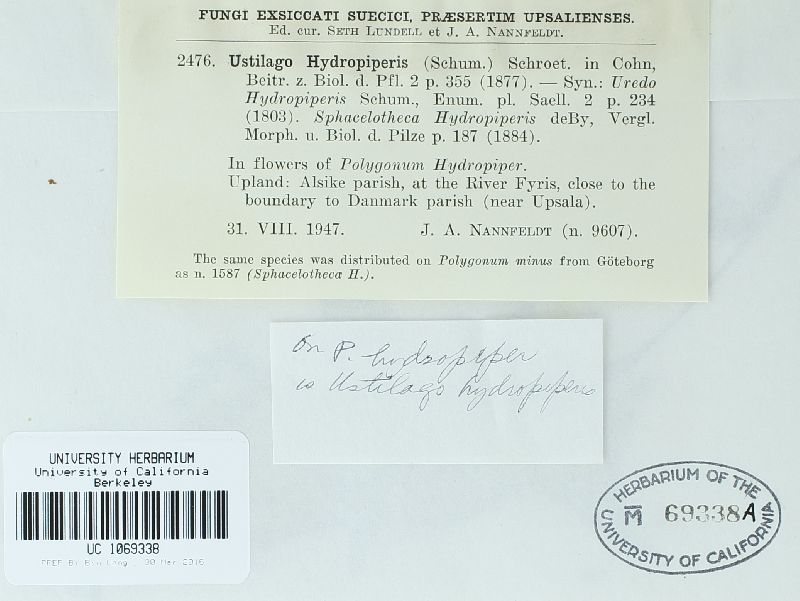 FUNGI EXSICCATI SUECICI, PRÆSERTIM UPSALIENSES.
Ed. cur. SETH LUNDELL et J. A. NANNFELDT.
2476. Ustilago Hydropiperis (Schum.) Schroet. in Cohn,
Beitr. z. Biol. d. Pfl. 2 p. 355 (1877). — Syn.: Uredo
Hydropiperis Schum., Enum. pl. Saell. 2 p. 234
(1803). Sphacelotheca Hydropiperis deBy, Vergl.
Morph. u. Biol. d. Pilze p. 187 (1884).
In flowers of Polygonum Hydropiper.
Upland: Alsike parish, at the River Fyris, close to the
boundary to Danmark parish (near Upsala).
31. VIII. 1947. J. A. NANNFELDT (n. 9607).
The same species was distributed on Polygonum minus from Göteborg
as n. 1587 (Sphacelotheca H.).
On P. hydropiper
is Ustilago hydropiperis
UNIVERSITY HERBARIUM
University of California
Berkeley
UC 1069338
30 Mar 2016
HERBARIUM OF THE
M 69338A
UNIVERSITY OF CALIFORNIA